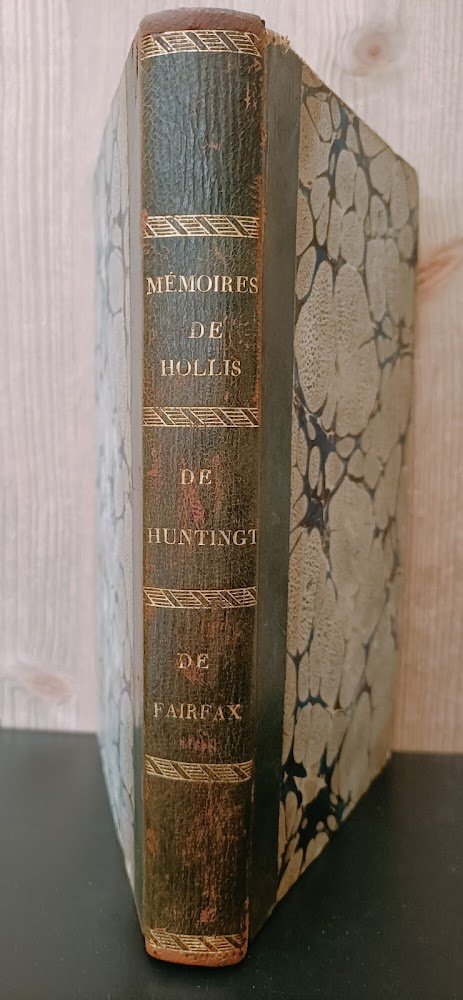 MÉMOIRES
DE
HOLLIS
DE
HUNTINGT
DE
FAIRFAX